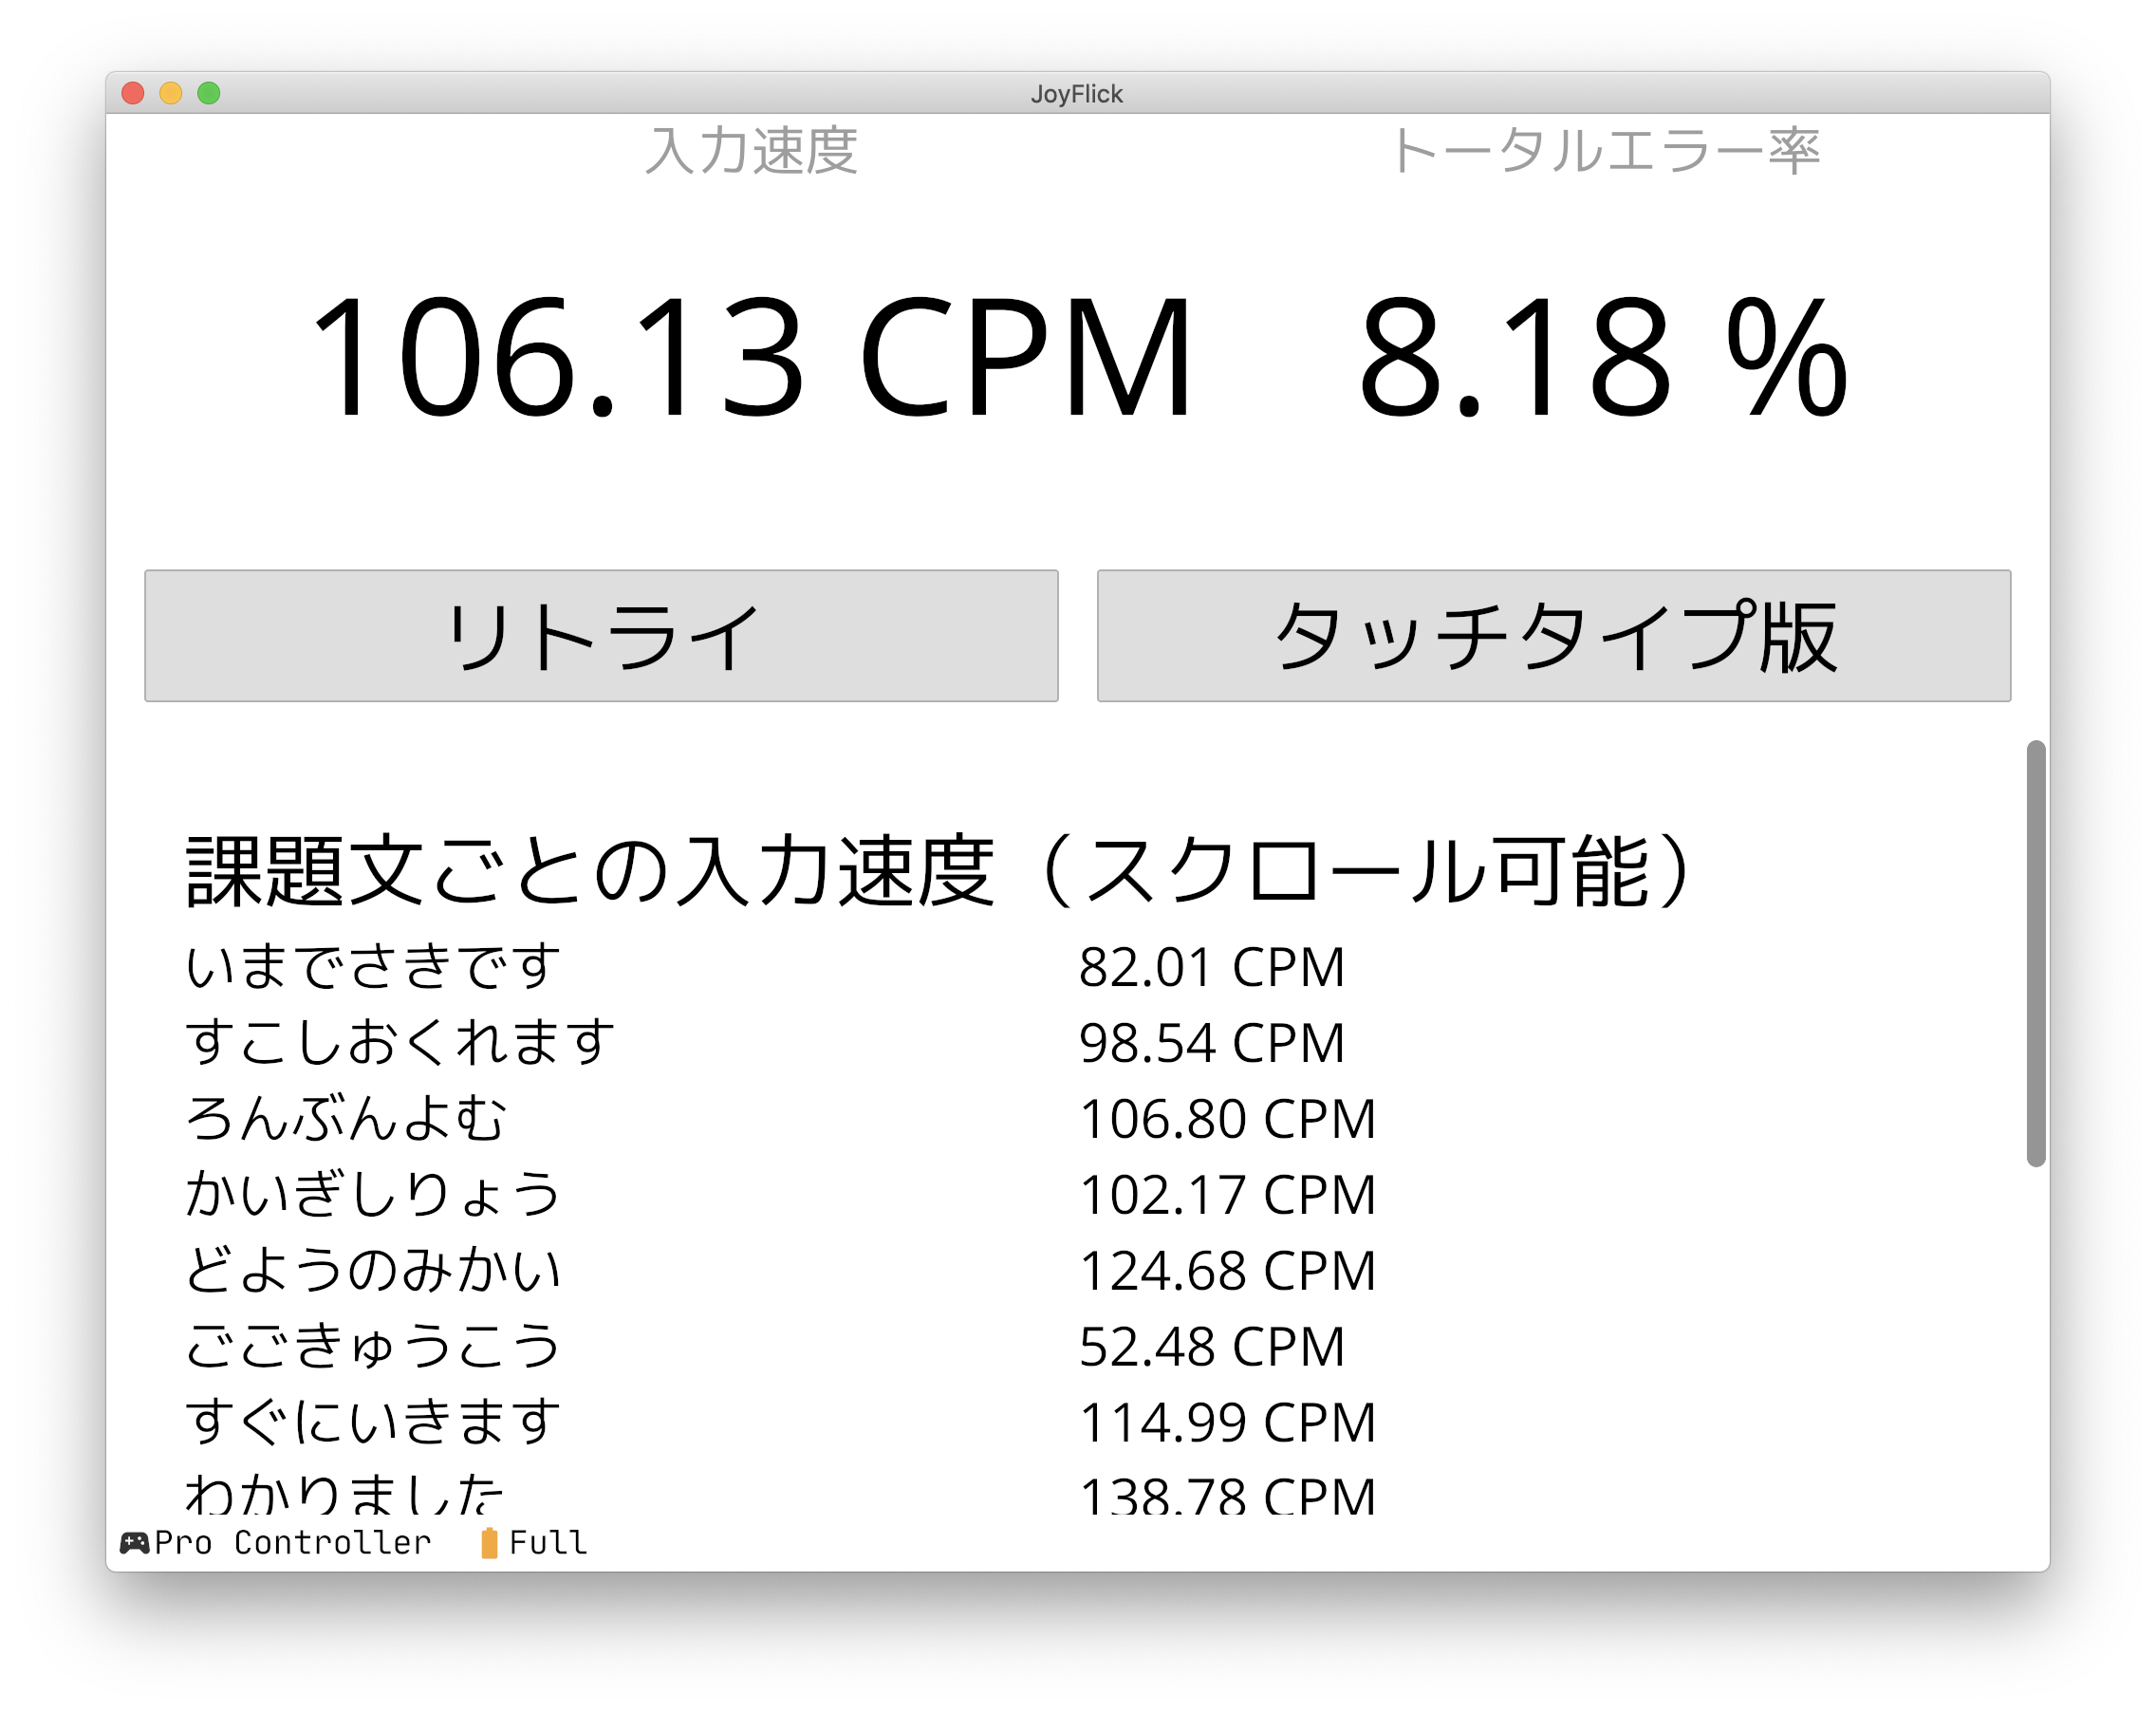 JoyFlick
入力速度 トータルエラー率
106.13 CPM 8.18 %
リトライ タッチタイプ版
課題文ごとの入力速度（スクロール可能）
いまでさきです 82.01 CPM
すこしおくれます 98.54 CPM
ろんぶんよむ 106.80 CPM
かいぎしりょう 102.17 CPM
どようのみかい 124.68 CPM
ごごきゅうこう 52.48 CPM
すぐにいきます 114.99 CPM
わかりました 138.78 CPM
Pro Controller Full